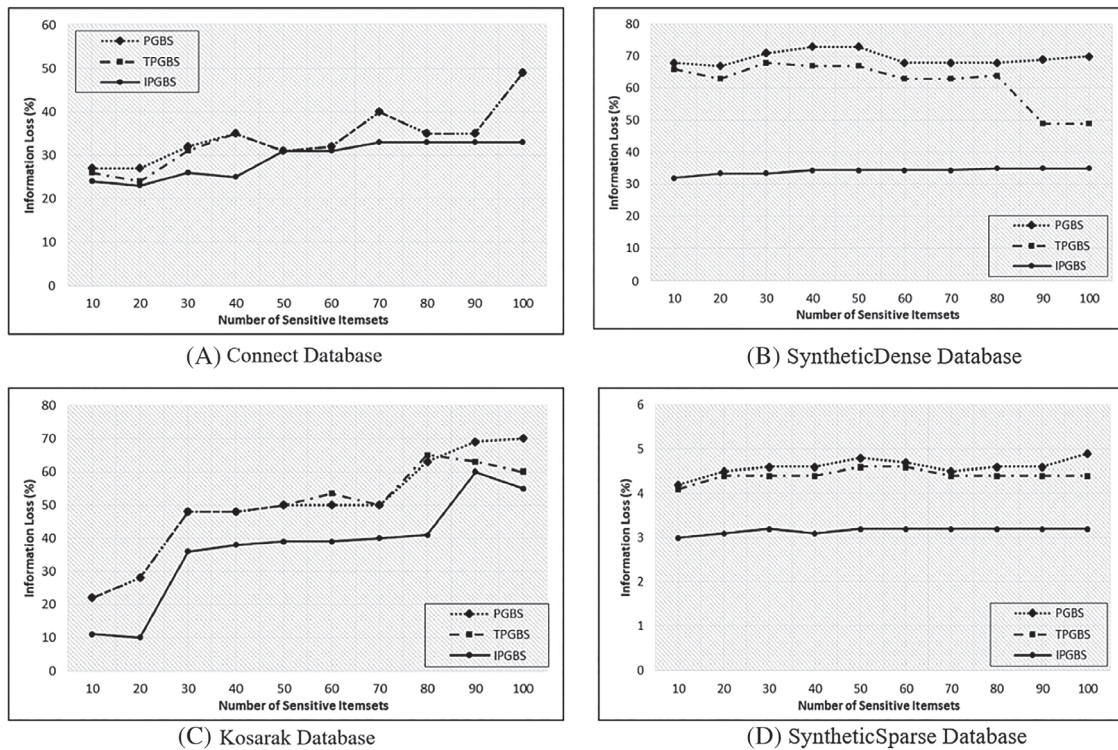 60
50
40
30
20
10
0
Information Loss (%)
PGBS
TPGBS
IPGBS
10 20 30 40 50 60 70 80 90 100
Number of Sensitive Itemsets
(A) Connect Database
80
70
60
50
40
30
20
10
0
Information Loss (%)
PGBS
TPGBS
IPGBS
10 20 30 40 50 60 70 80 90 100
Number of Sensitive Itemsets
(B) SyntheticDense Database
80
70
60
50
40
30
20
10
0
Information Loss (%)
PGBS
TPGBS
IPGBS
10 20 30 40 50 60 70 80 90 100
Number of Sensitive Itemsets
(C) Kosarak Database
6
5
4
3
2
1
0
Information Loss (%)
PGBS
TPGBS
IPGBS
10 20 30 40 50 60 70 80 90 100
Number of Sensitive Itemsets
(D) SyntheticSparse Database